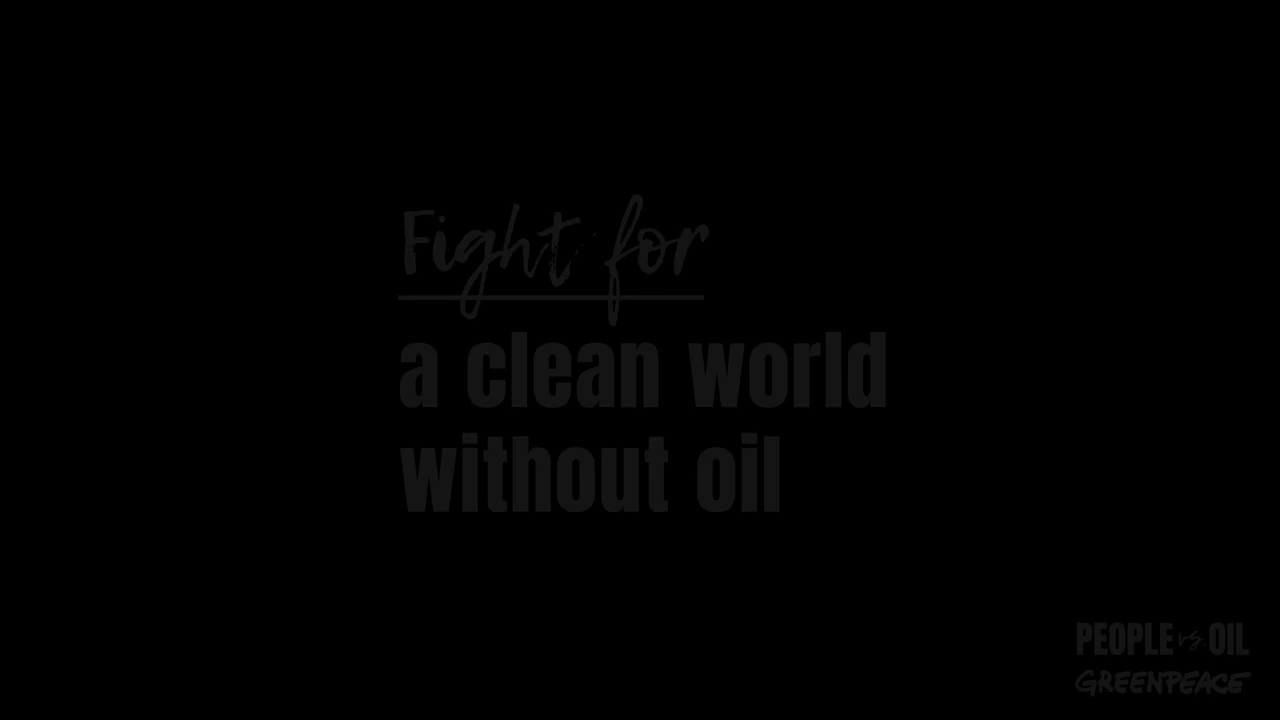 Fight for
a clean world
without oil
PEOPLE vs. OIL
GREENPEACE